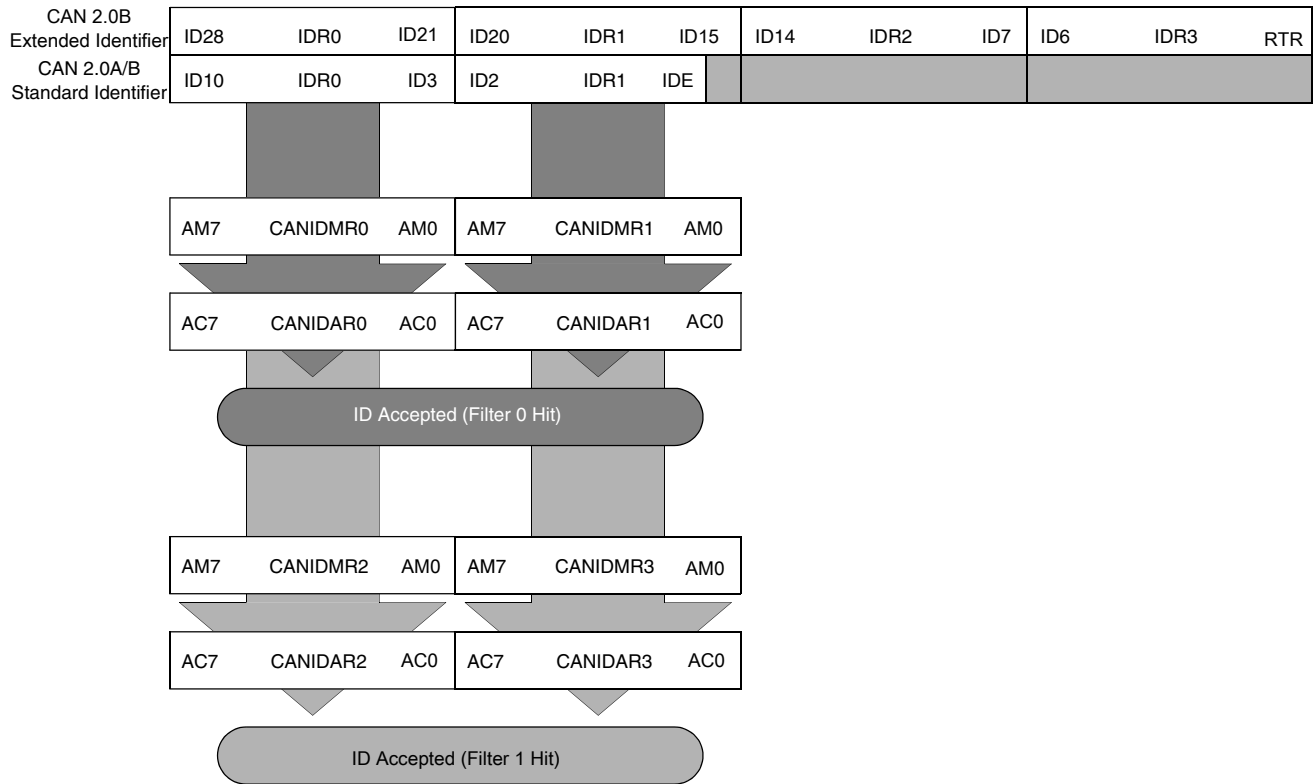 CAN 2.0B
Extended Identifier
ID28 IDR0 ID21 ID20 IDR1 ID15 ID14 IDR2 ID7 ID6 IDR3 RTR
CAN 2.0A/B
Standard Identifier
ID10 IDR0 ID3 ID2 IDR1 IDE
AM7 CANIDMR0 AM0 AM7 CANIDMR1 AM0
AC7 CANIDAR0 AC0 AC7 CANIDAR1 AC0
ID Accepted (Filter 0 Hit)
AM7 CANIDMR2 AM0 AM7 CANIDMR3 AM0
AC7 CANIDAR2 AC0 AC7 CANIDAR3 AC0
ID Accepted (Filter 1 Hit)